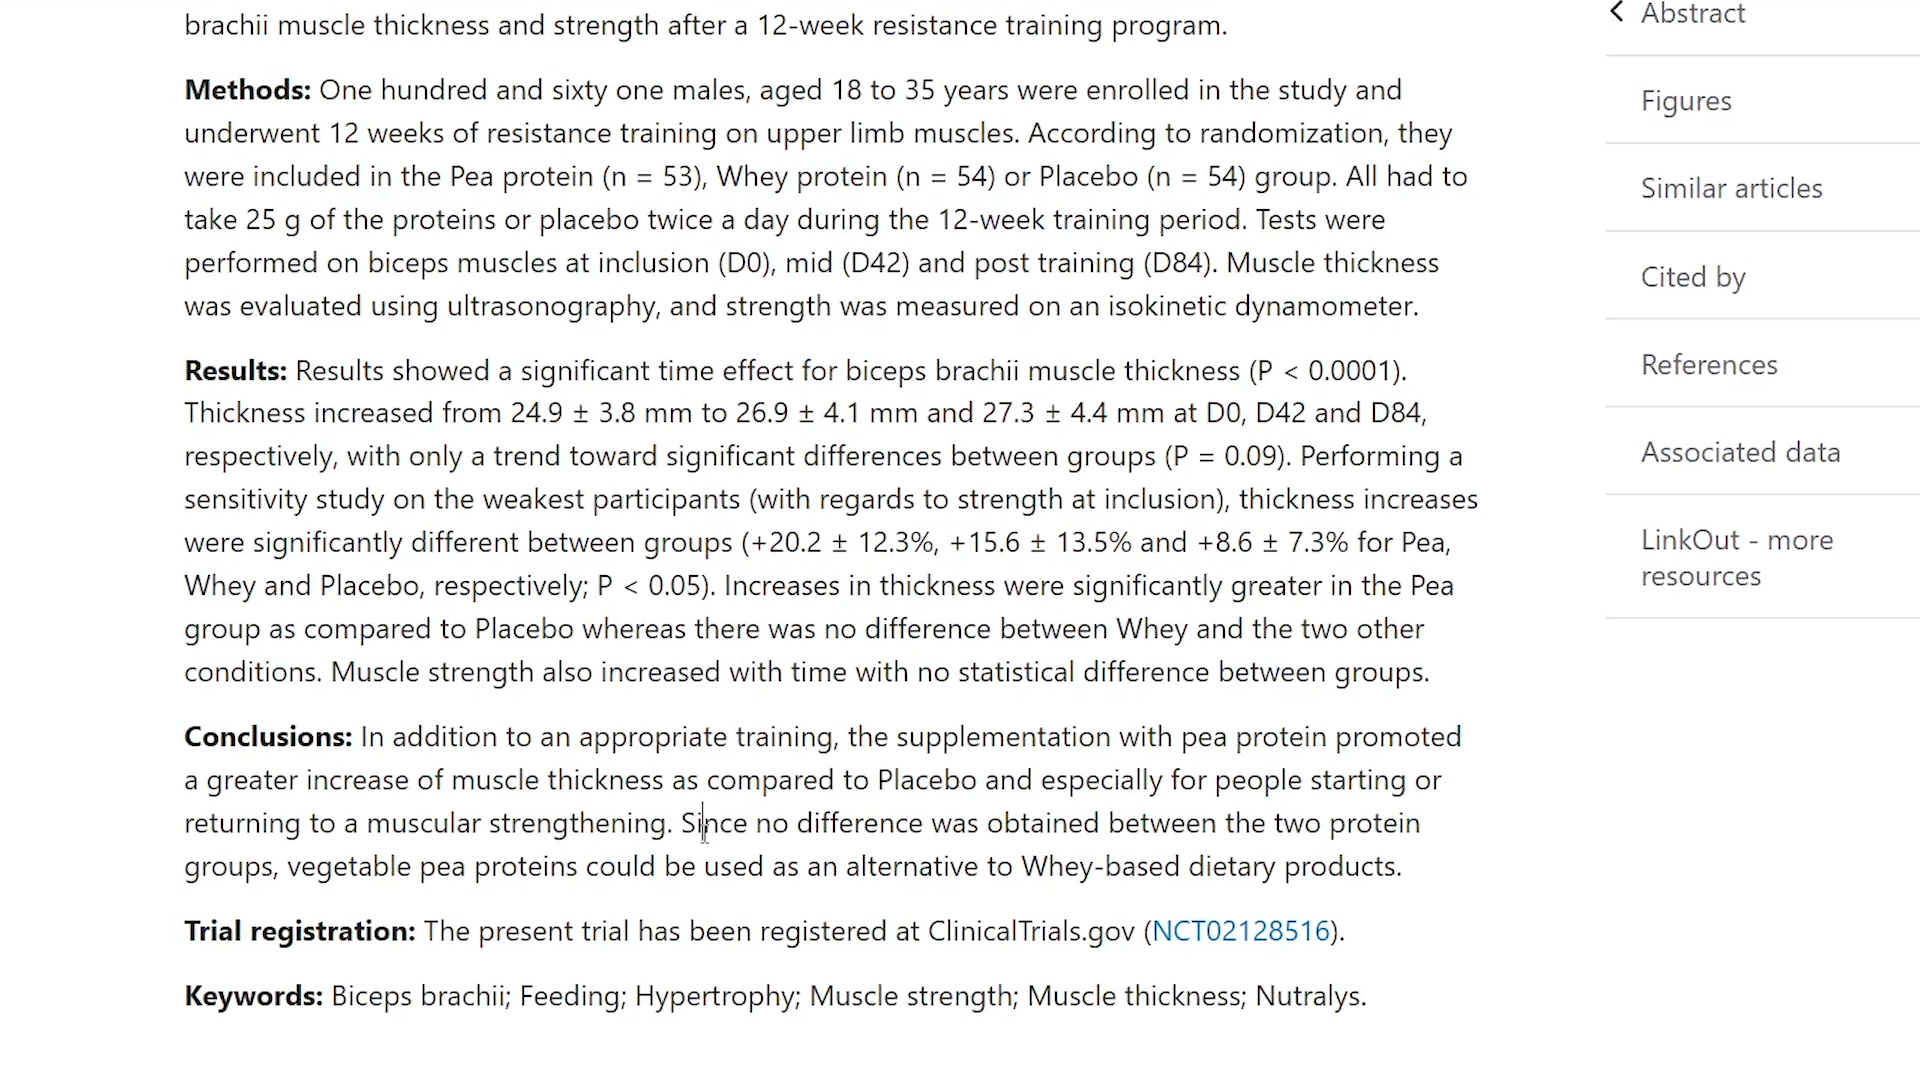 brachii muscle thickness and strength after a 12-week resistance training program.
Methods: One hundred and sixty one males, aged 18 to 35 years were enrolled in the study and
underwent 12 weeks of resistance training on upper limb muscles. According to randomization, they
were included in the Pea protein (n = 53), Whey protein (n = 54) or Placebo (n = 54) group. All had to
take 25 g of the proteins or placebo twice a day during the 12-week training period. Tests were
performed on biceps muscles at inclusion (D0), mid (D42) and post training (D84). Muscle thickness
was evaluated using ultrasonography, and strength was measured on an isokinetic dynamometer.
Results: Results showed a significant time effect for biceps brachii muscle thickness (P < 0.0001).
Thickness increased from 24.9 ± 3.8 mm to 26.9 ± 4.1 mm and 27.3 ± 4.4 mm at D0, D42 and D84,
respectively, with only a trend toward significant differences between groups (P = 0.09). Performing a
sensitivity study on the weakest participants (with regards to strength at inclusion), thickness increases
were significantly different between groups (+20.2 ± 12.3%, +15.6 ± 13.5% and +8.6 ± 7.3% for Pea,
Whey and Placebo, respectively; P < 0.05). Increases in thickness were significantly greater in the Pea
group as compared to Placebo whereas there was no difference between Whey and the two other
conditions. Muscle strength also increased with time with no statistical difference between groups.
Conclusions: In addition to an appropriate training, the supplementation with pea protein promoted
a greater increase of muscle thickness as compared to Placebo and especially for people starting or
returning to a muscular strengthening. Since no difference was obtained between the two protein
groups, vegetable pea proteins could be used as an alternative to Whey-based dietary products.
Trial registration: The present trial has been registered at ClinicalTrials.gov (NCT02128516).
Keywords: Biceps brachii; Feeding; Hypertrophy; Muscle strength; Muscle thickness; Nutralys.
Abstract
Figures
Similar articles
Cited by
References
Associated data
LinkOut - more
resources